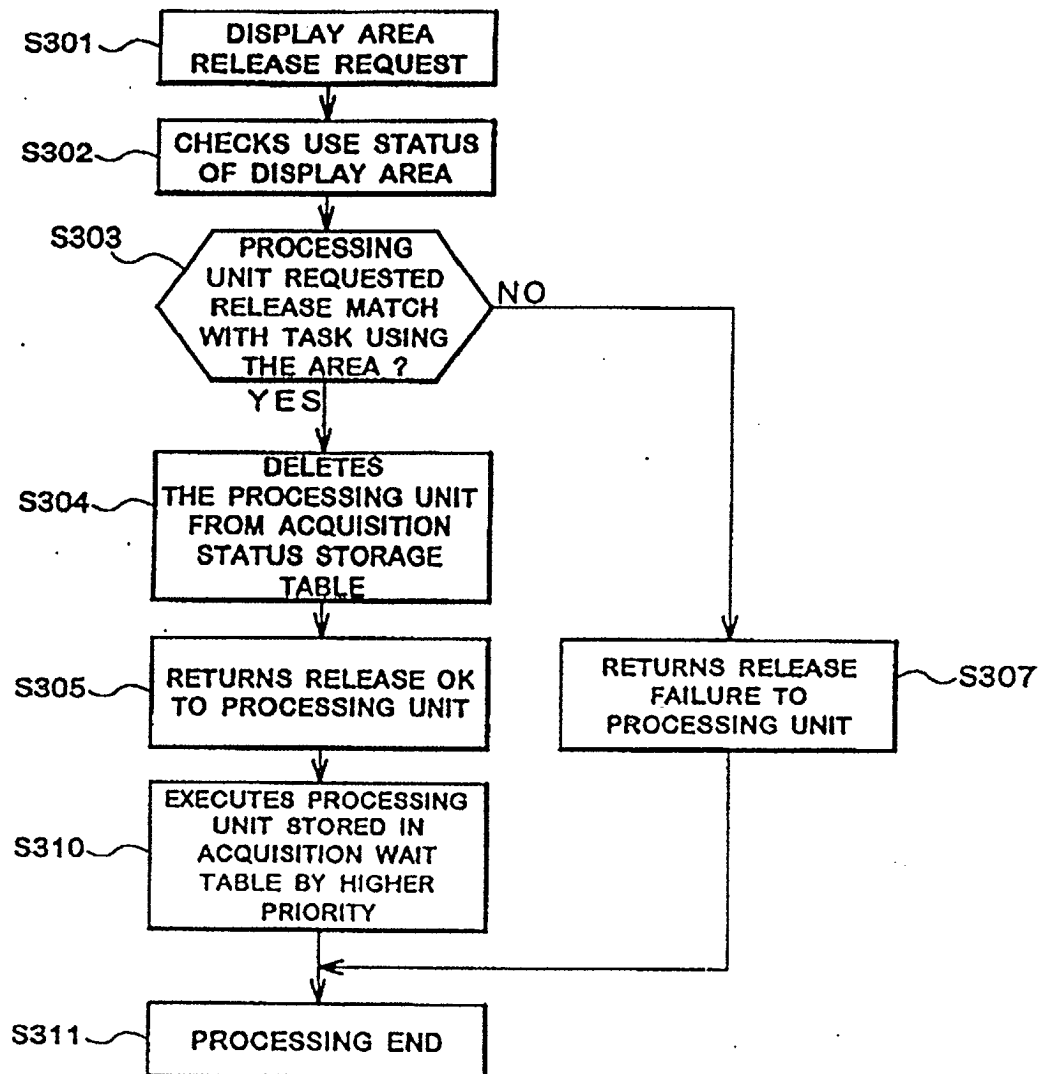 S301
DISPLAY AREA
RELEASE REQUEST
S302
CHECKS USE STATUS
OF DISPLAY AREA
S303
PROCESSING
UNIT REQUESTED
RELEASE MATCH
WITH TASK USING
THE AREA ?
NO
YES
S304
DELETES
THE PROCESSING UNIT
FROM ACQUISITION
STATUS STORAGE
TABLE
S305
RETURNS RELEASE OK
TO PROCESSING UNIT
RETURNS RELEASE
FAILURE TO
PROCESSING UNIT
S307
S310
EXECUTES PROCESSING
UNIT STORED IN
ACQUISITION WAIT
TABLE BY HIGHER
PRIORITY
S311
PROCESSING END